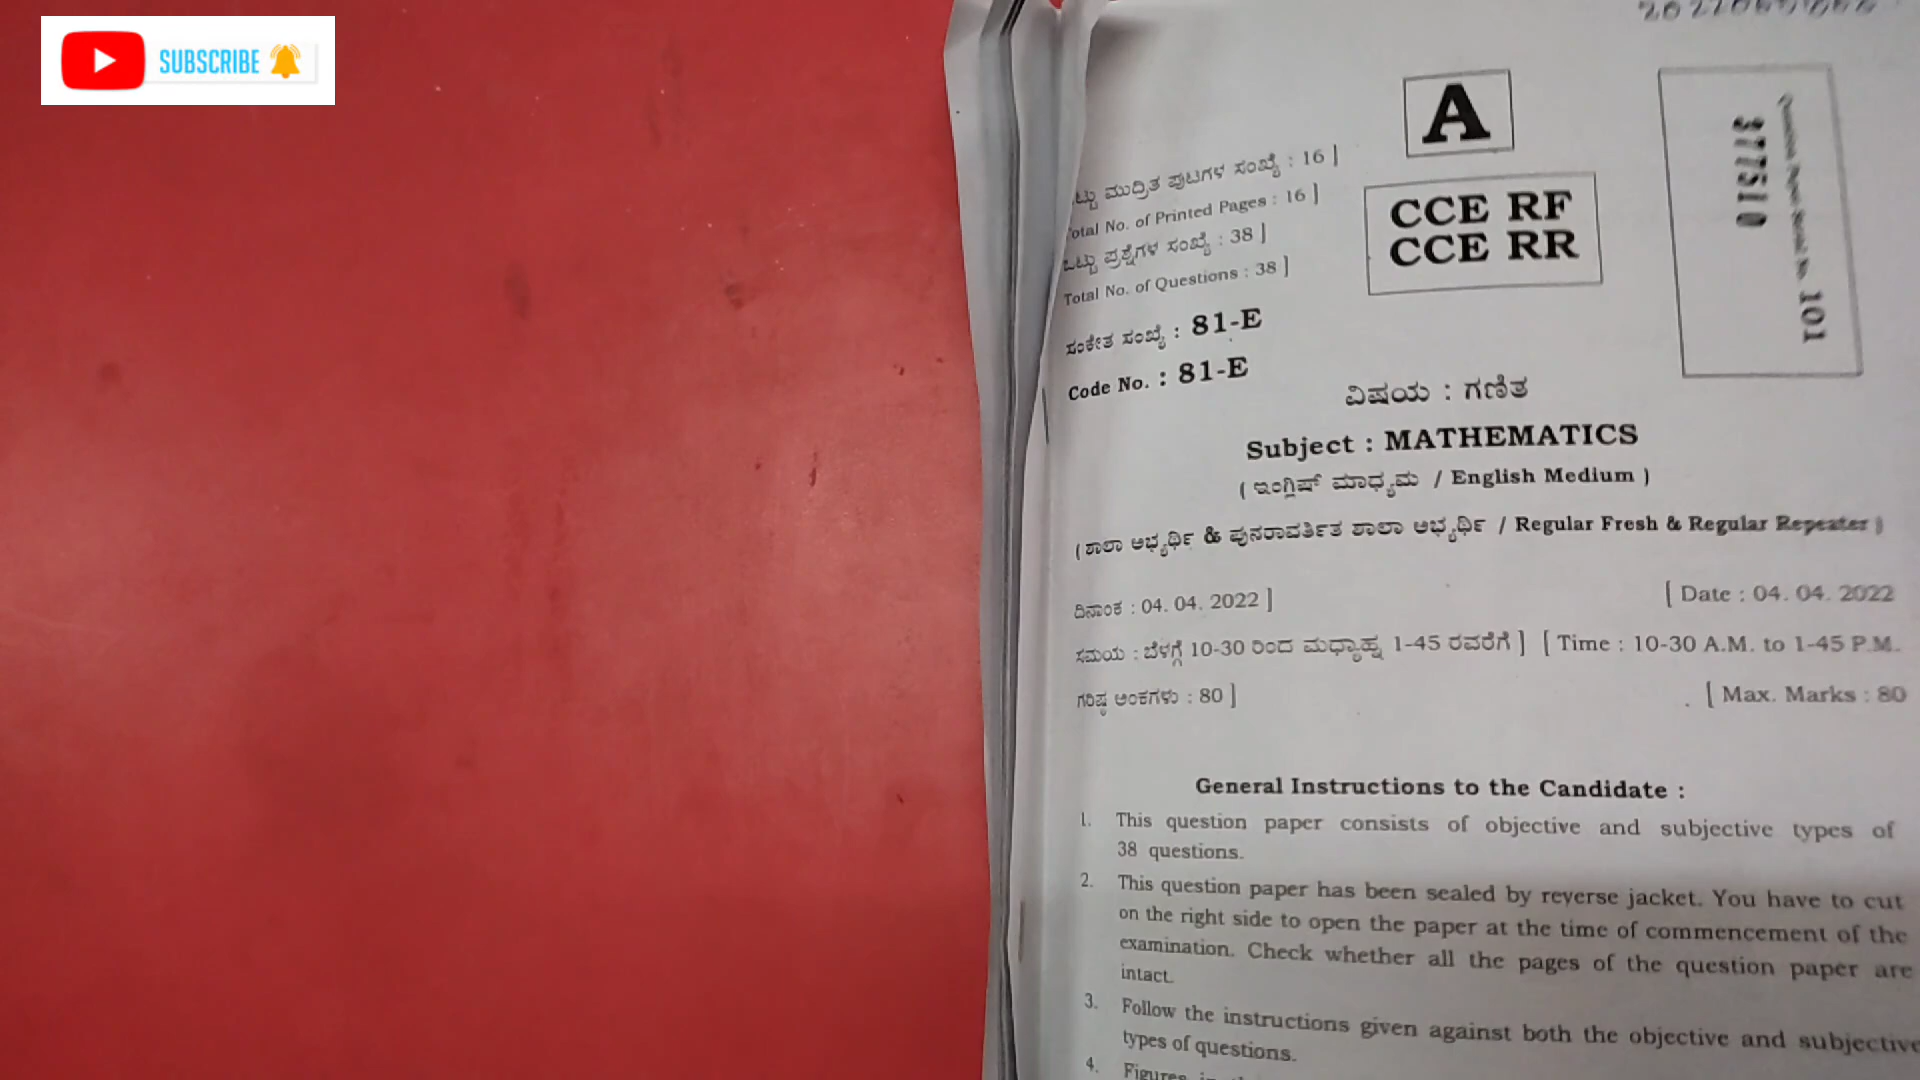 SUBSCRIBE
A
CCE RF
CCE RR
Question Paper Serial No. 101
377510
ಒಟ್ಟು ಮುದ್ರಿತ ಪುಟಗಳ ಸಂಖ್ಯೆ : 16 ]
Total No. of Printed Pages : 16 ]
ಒಟ್ಟು ಪ್ರಶ್ನೆಗಳ ಸಂಖ್ಯೆ : 38 ]
Total No. of Questions : 38 ]
ಸಂಕೇತ ಸಂಖ್ಯೆ : 81-E
Code No. : 81-E
ವಿಷಯ : ಗಣಿತ
Subject : MATHEMATICS
( ಇಂಗ್ಲಿಷ್ ಮಾಧ್ಯಮ / English Medium )
( ಶಾಲಾ ಅಭ್ಯರ್ಥಿ & ಪುನರಾವರ್ತಿತ ಶಾಲಾ ಅಭ್ಯರ್ಥಿ / Regular Fresh & Regular Repeater )
ದಿನಾಂಕ : 04. 04. 2022 ] [ Date : 04. 04. 2022
ಸಮಯ : ಬೆಳಗ್ಗೆ 10-30 ರಿಂದ ಮಧ್ಯಾಹ್ನ 1-45 ರವರೆಗೆ ] [ Time : 10-30 A.M. to 1-45 P.M.
ಗರಿಷ್ಠ ಅಂಕಗಳು : 80 ] [ Max. Marks : 80
General Instructions to the Candidate :
1. This question paper consists of objective and subjective types of
38 questions.
2. This question paper has been sealed by reverse jacket. You have to cut
on the right side to open the paper at the time of commencement of the
examination. Check whether all the pages of the question paper are
intact.
3. Follow the instructions given against both the objective and subjective
types of questions.
4. Figures